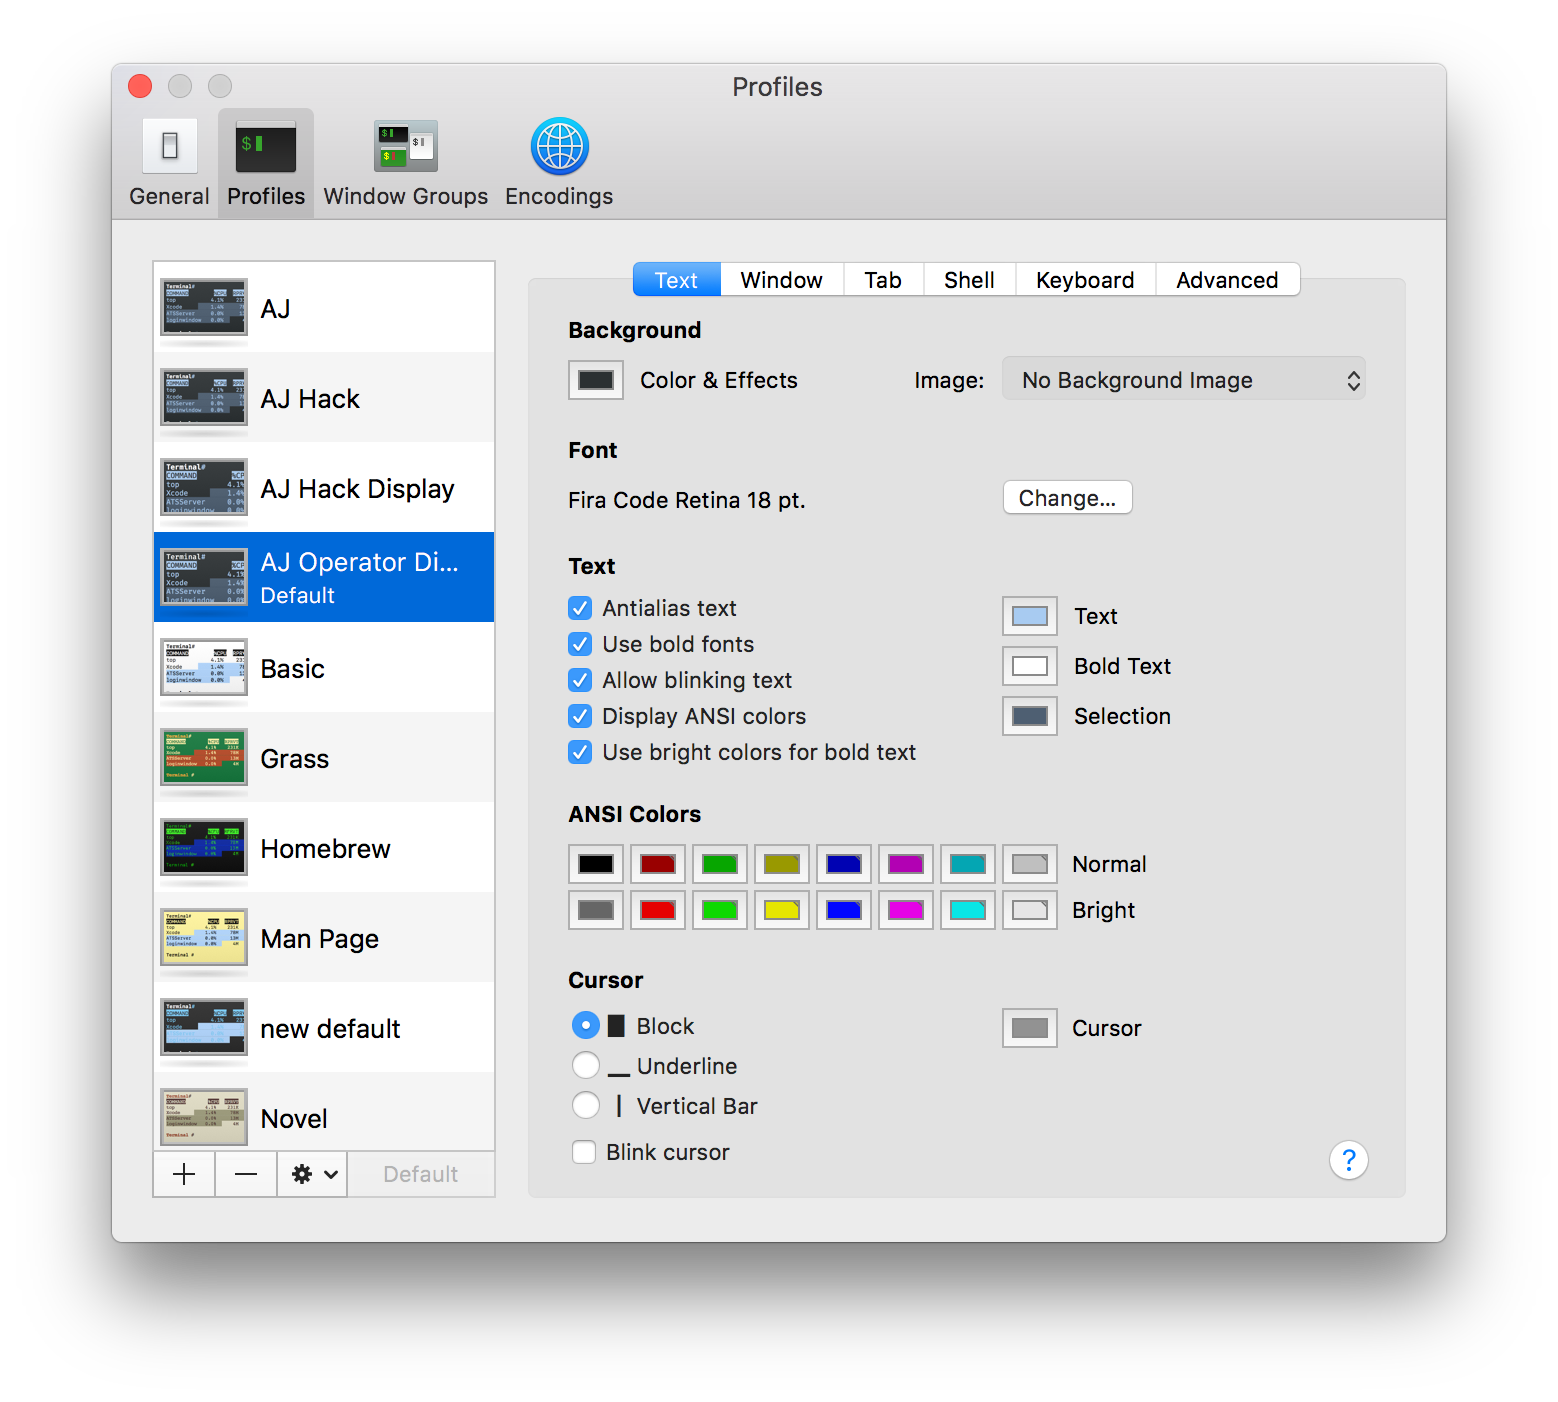 Profiles
General
Profiles
Window Groups
Encodings
AJ
AJ Hack
AJ Hack Display
AJ Operator Di...
Default
Basic
Grass
Homebrew
Man Page
new default
Novel
Default
Text
Window
Tab
Shell
Keyboard
Advanced
Background
Color & Effects
Image:
No Background Image
Font
Fira Code Retina 18 pt.
Change...
Text
Antialias text
Use bold fonts
Allow blinking text
Display ANSI colors
Use bright colors for bold text
Text
Bold Text
Selection
ANSI Colors
Normal
Bright
Cursor
Block
Underline
Vertical Bar
Blink cursor
Cursor
?